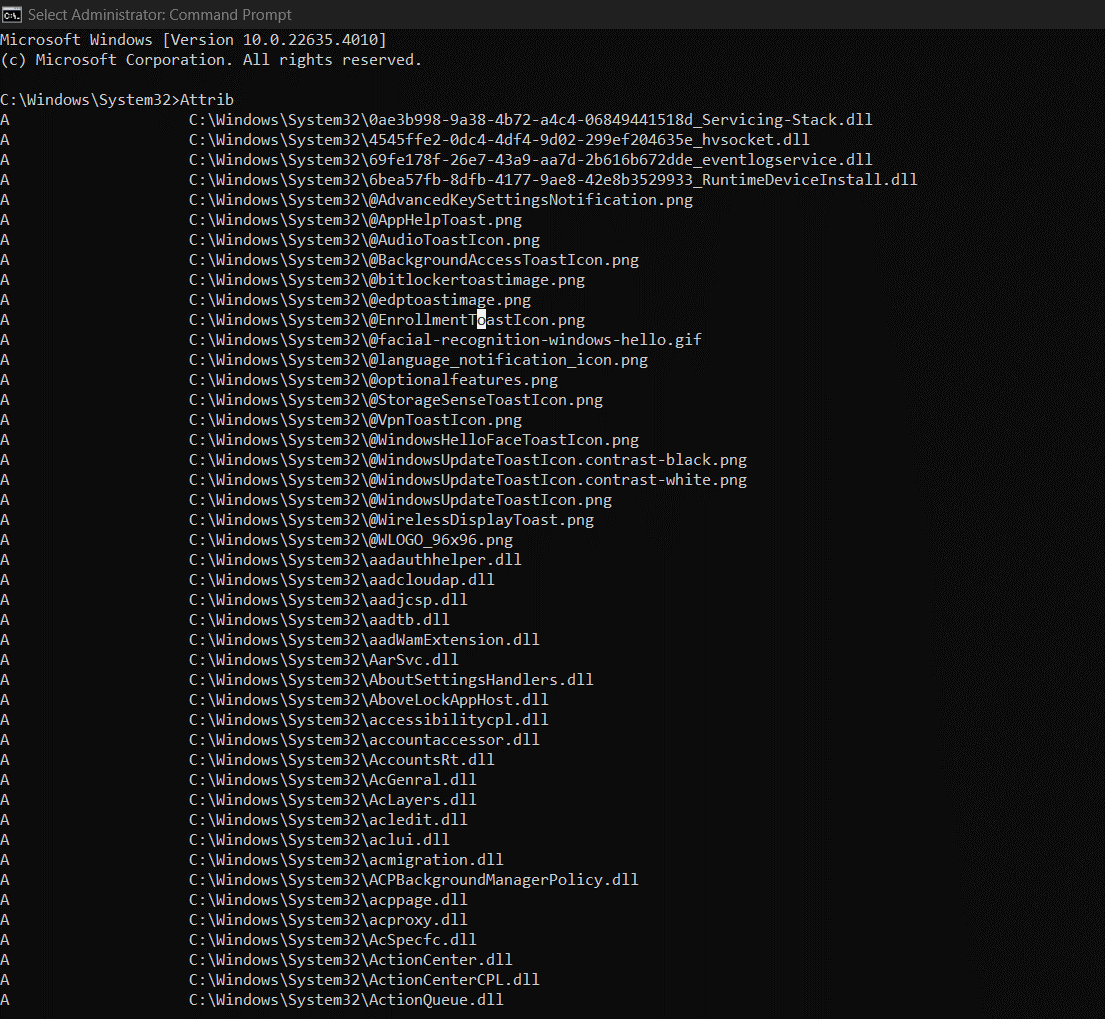 Select Administrator: Command Prompt
Microsoft Windows [Version 10.0.22635.4010]
(c) Microsoft Corporation. All rights reserved.
C:\Windows\System32>Attrib
A C:\Windows\System32\0ae3b998-9a38-4b72-a4c4-06849441518d_Servicing-Stack.dll
A C:\Windows\System32\4545ffe2-0dc4-4df4-9d02-299ef204635e_hvsocket.dll
A C:\Windows\System32\69fe178f-26e7-43a9-aa7d-2b616b672dde_eventlogservice.dll
A C:\Windows\System32\6bea57fb-8dfb-4177-9ae8-42e8b3529933_RuntimeDeviceInstall.dll
A C:\Windows\System32\@AdvancedKeySettingsNotification.png
A C:\Windows\System32\@AppHelpToast.png
A C:\Windows\System32\@AudioToastIcon.png
A C:\Windows\System32\@BackgroundAccessToastIcon.png
A C:\Windows\System32\@bitlockertoastimage.png
A C:\Windows\System32\@edptoastimage.png
A C:\Windows\System32\@EnrollmentToastIcon.png
A C:\Windows\System32\@facial-recognition-windows-hello.gif
A C:\Windows\System32\@language_notification_icon.png
A C:\Windows\System32\@optionalfeatures.png
A C:\Windows\System32\@StorageSenseToastIcon.png
A C:\Windows\System32\@VpnToastIcon.png
A C:\Windows\System32\@WindowsHelloFaceToastIcon.png
A C:\Windows\System32\@WindowsUpdateToastIcon.contrast-black.png
A C:\Windows\System32\@WindowsUpdateToastIcon.contrast-white.png
A C:\Windows\System32\@WindowsUpdateToastIcon.png
A C:\Windows\System32\@WirelessDisplayToast.png
A C:\Windows\System32\@WLOGO_96x96.png
A C:\Windows\System32\aadauthhelper.dll
A C:\Windows\System32\aadcloudap.dll
A C:\Windows\System32\aadjcsp.dll
A C:\Windows\System32\aadtb.dll
A C:\Windows\System32\aadWamExtension.dll
A C:\Windows\System32\AarSvc.dll
A C:\Windows\System32\AboutSettingsHandlers.dll
A C:\Windows\System32\AboveLockAppHost.dll
A C:\Windows\System32\accessibilitycpl.dll
A C:\Windows\System32\accountaccessor.dll
A C:\Windows\System32\AccountsRt.dll
A C:\Windows\System32\AcGenral.dll
A C:\Windows\System32\AcLayers.dll
A C:\Windows\System32\acledit.dll
A C:\Windows\System32\aclui.dll
A C:\Windows\System32\acmigration.dll
A C:\Windows\System32\ACPBackgroundManagerPolicy.dll
A C:\Windows\System32\acppage.dll
A C:\Windows\System32\acproxy.dll
A C:\Windows\System32\AcSpecfc.dll
A C:\Windows\System32\ActionCenter.dll
A C:\Windows\System32\ActionCenterCPL.dll
A C:\Windows\System32\ActionQueue.dll